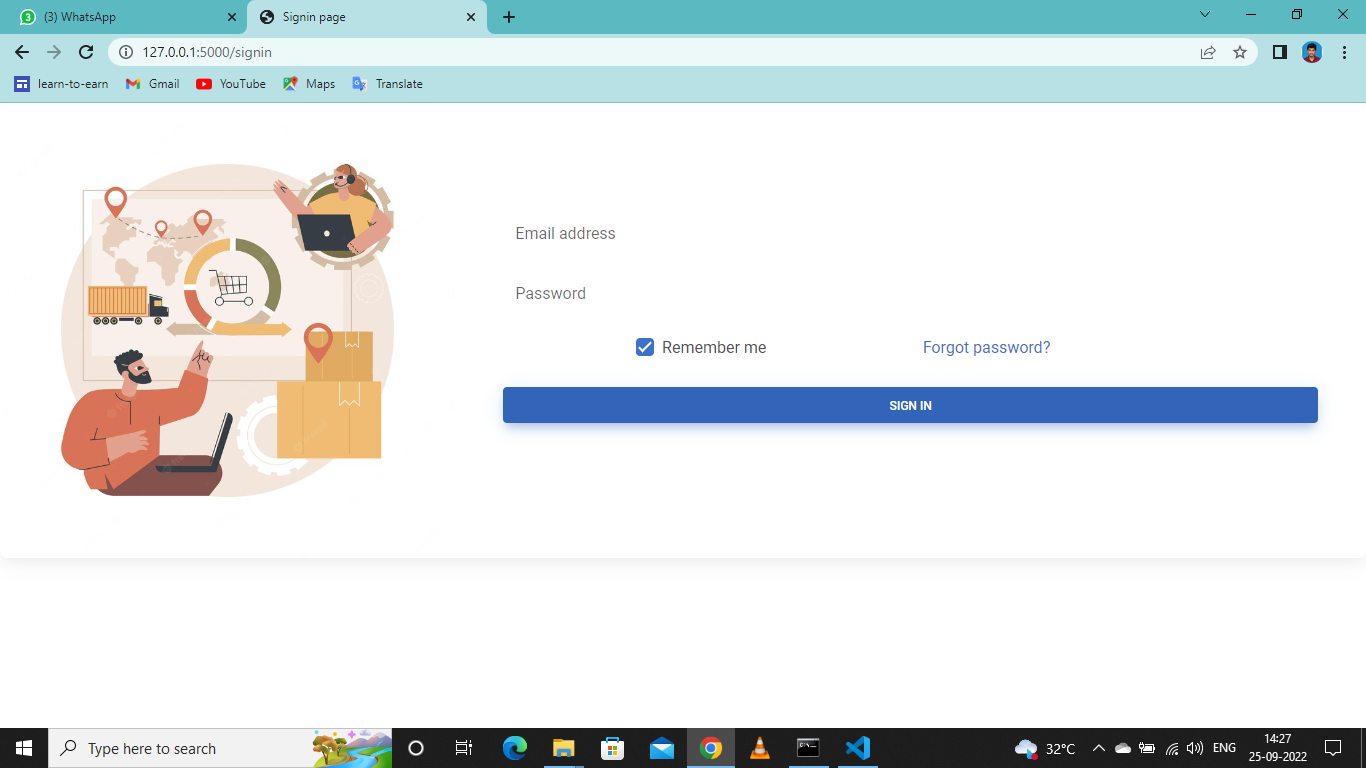 3 (3) WhatsApp
Signin page
127.0.0.1:5000/signin
learn-to-earn Gmail YouTube Maps Translate
Email address
Password
Remember me Forgot password?
SIGN IN
Type here to search
32°C ENG 14:27
25-09-2022